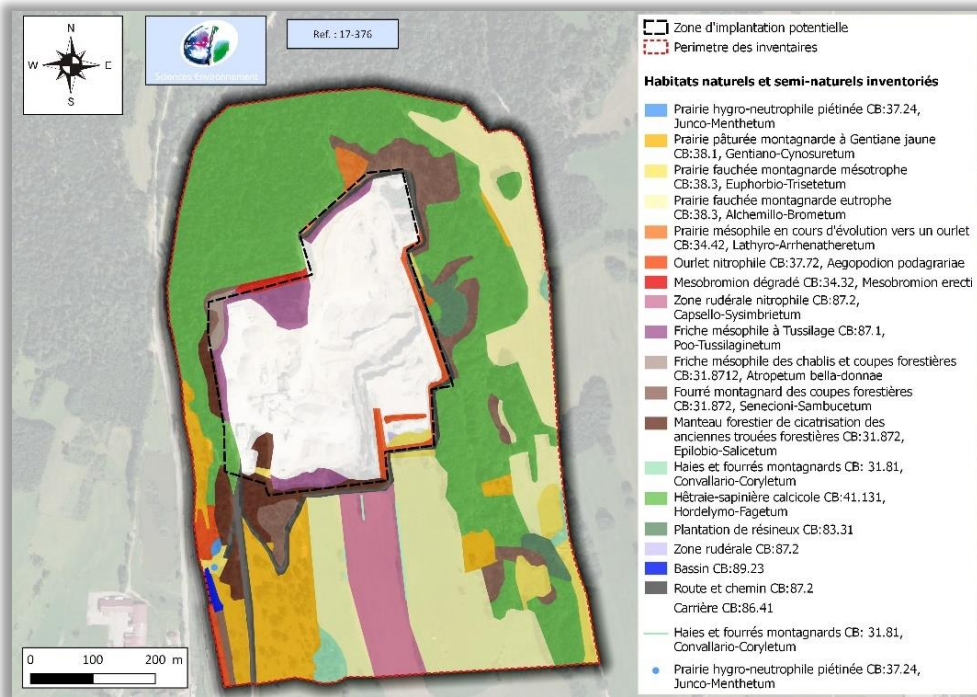 N
W E
S
Sciences Environnement
Ref. : 17-376
Zone d'implantation potentielle
Perimetre des inventaires
Habitats naturels et semi-naturels inventoriés
Prairie hygro-neutrophile piétinée CB:37.24,
Junco-Menthetum
Prairie pâturée montagnarde à Gentiane jaune
CB:38.1, Gentiano-Cynosuretum
Prairie fauchée montagnarde mésotrophe
CB:38.3, Euphorbio-Trisetetum
Prairie fauchée montagnarde eutrophe
CB:38.3, Alchemillo-Brometum
Prairie mésophile en cours d'évolution vers un ourlet
CB:34.42, Lathyro-Arrhenatheretum
Ourlet nitrophile CB:37.72, Aegopodion podagrariae
Mesobromion dégradé CB:34.32, Mesobromion erecti
Zone rudérale nitrophile CB:87.2,
Capsello-Sysimbrietum
Friche mésophile à Tussilage CB:87.1,
Poo-Tussilaginetum
Friche mésophile des chablis et coupes forestières
CB:31.8712, Atropetum bella-donnae
Fourré montagnard des coupes forestières
CB:31.872, Senecioni-Sambucetum
Manteau forestier de cicatrisation des
anciennes trouées forestières CB:31.872,
Epilobio-Salicetum
Haies et fourrés montagnards CB: 31.81,
Convallario-Coryletum
Hêtraie-sapinière calcicole CB:41.131,
Hordelymo-Fagetum
Plantation de résineux CB:83.31
Zone rudérale CB:87.2
Bassin CB:89.23
Route et chemin CB:87.2
Carrière CB:86.41
Haies et fourrés montagnards CB: 31.81,
Convallario-Coryletum
Prairie hygro-neutrophile piétinée CB:37.24,
Junco-Menthetum
0 100 200 m